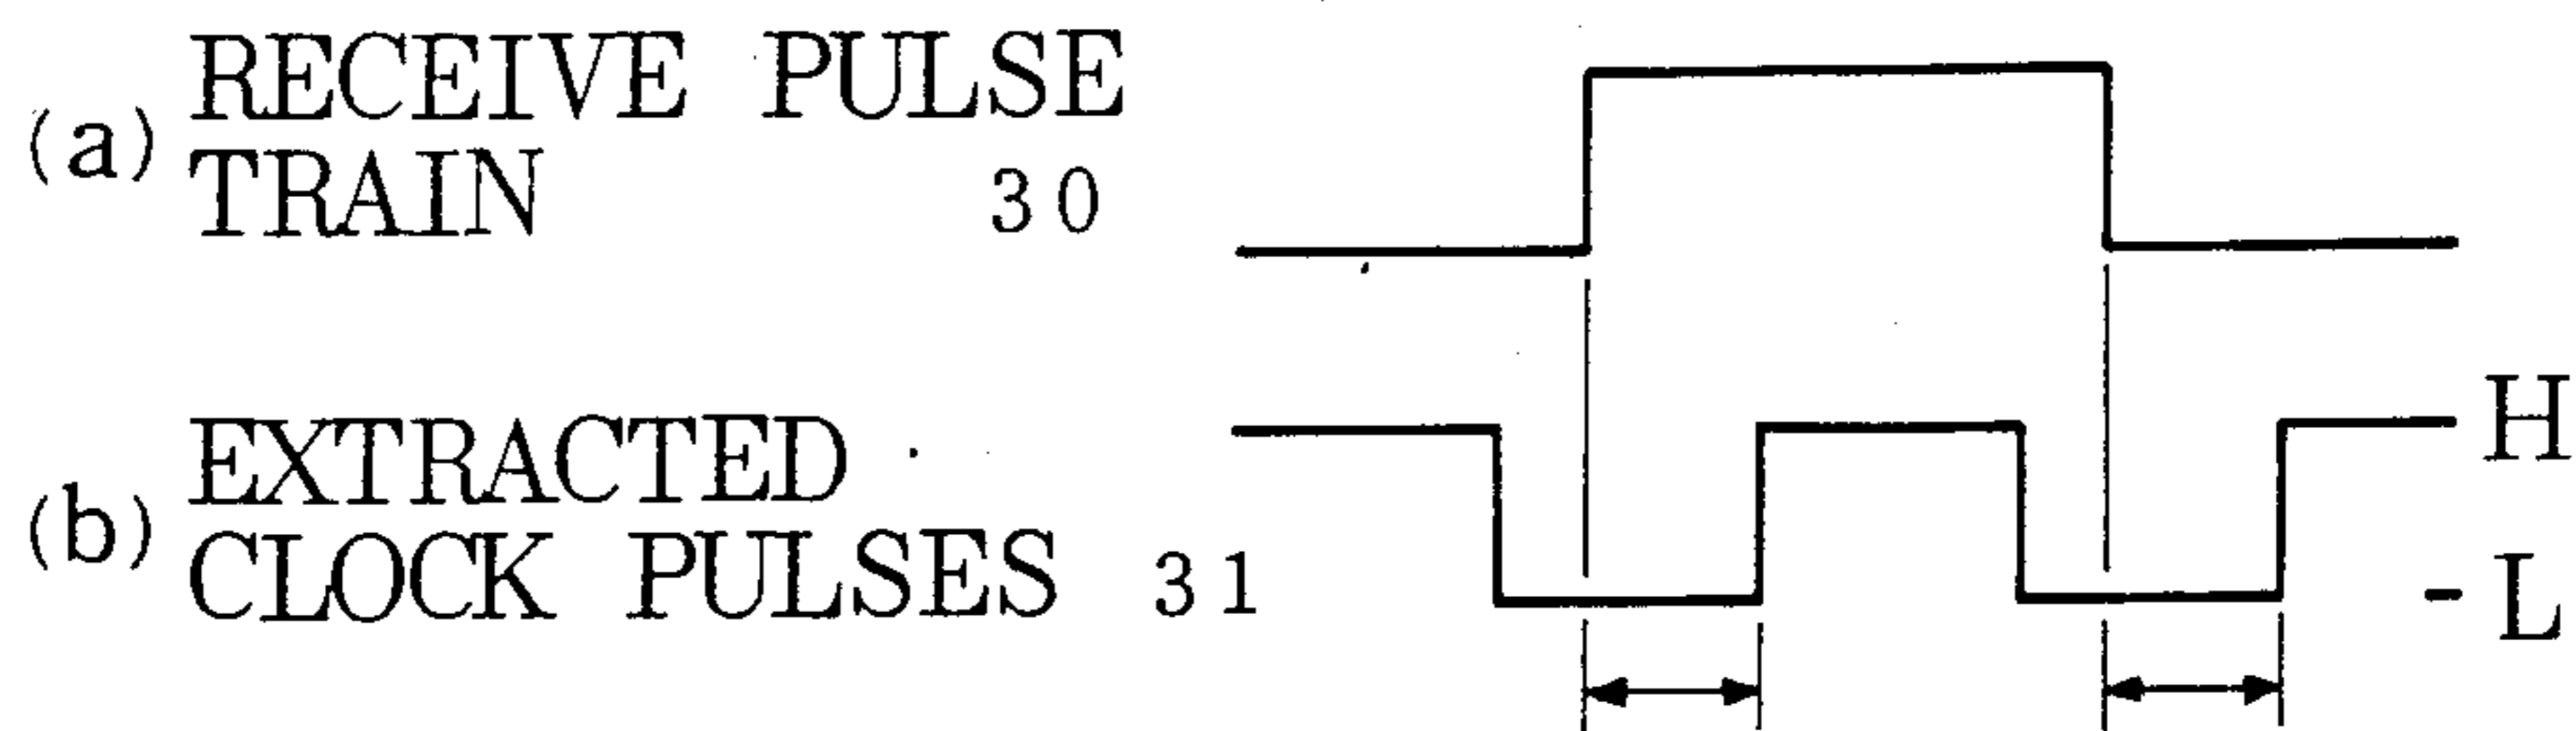 (a) RECEIVE PULSE
TRAIN 30
H
(b) EXTRACTED
CLOCK PULSES 31
- L